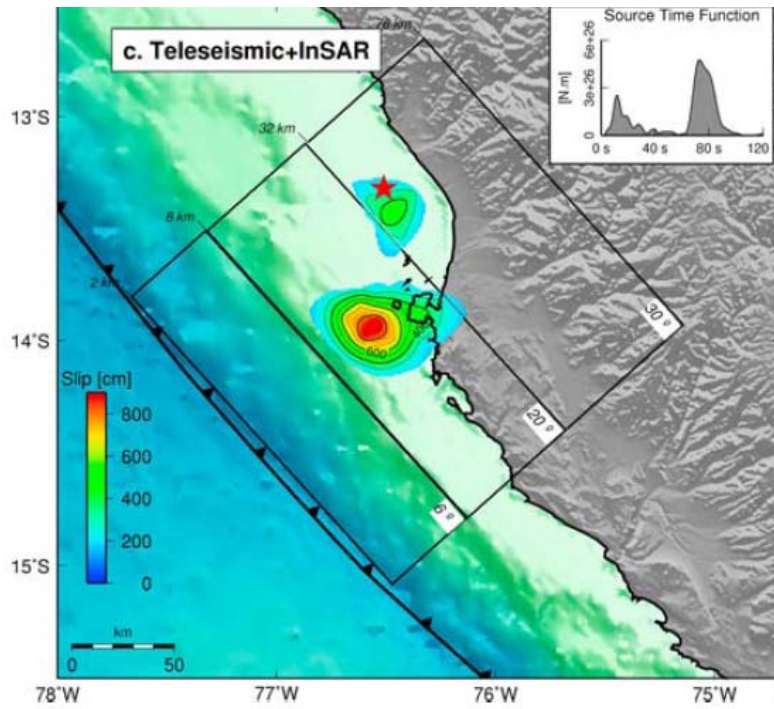 Source Time Function
6e+26
3e+26
0
[N.m]
0 s
40 s
80 s
120
c. Teleseismic+InSAR
76 km
32 km
8 km
2 km
13°S
14°S
15°S
30 º
20 º
6 º
600
Slip [cm]
800
600
400
200
0
km
0
50
78°W
77°W
76°W
75°W